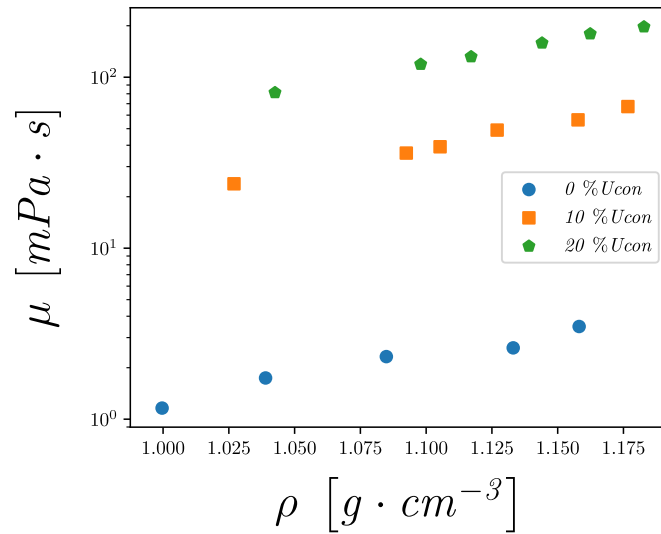 10²
10¹
10⁰
μ [mPa · s]
0 %Ucon
10 %Ucon
20 %Ucon
1.000 1.025 1.050 1.075 1.100 1.125 1.150 1.175
ρ [g · cm⁻³]